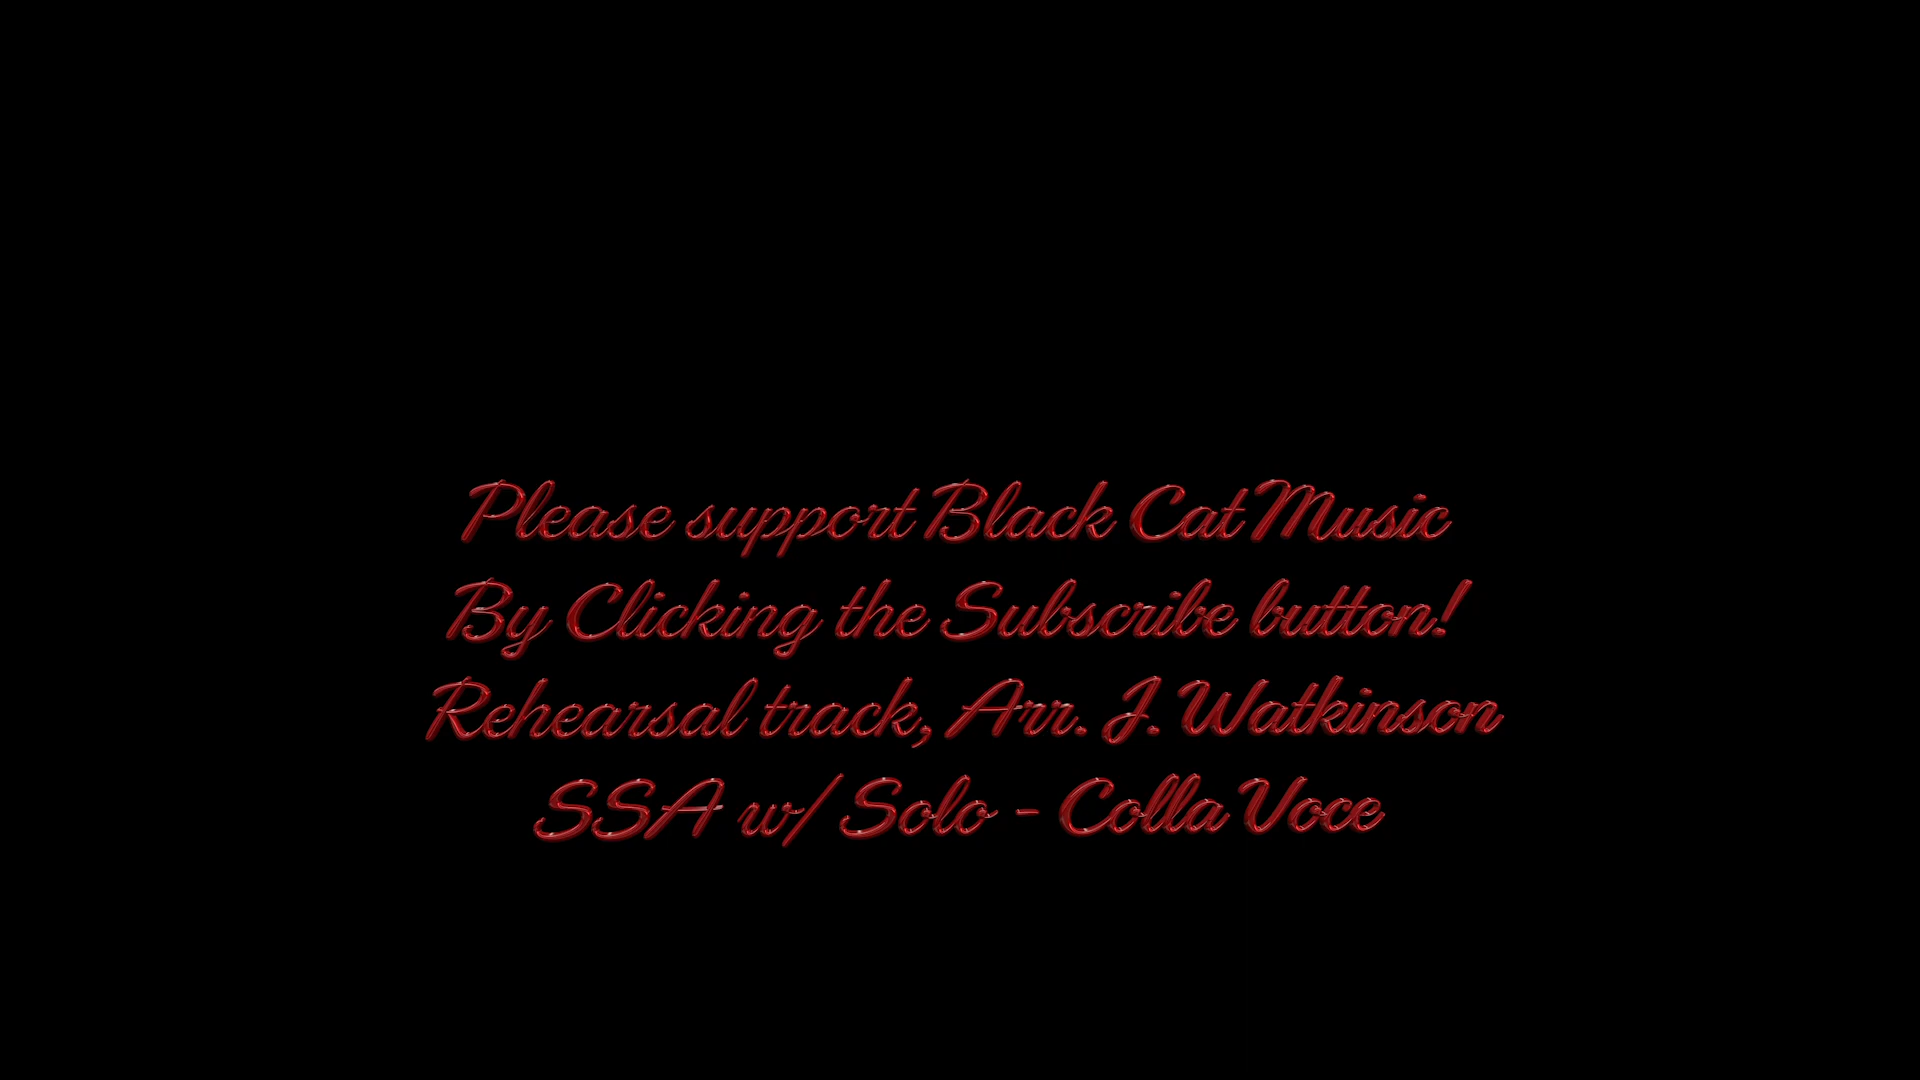 Please support Black Cat Music
By Clicking the Subscribe button!
Rehearsal track, Arr. J. Watkinson
SSA w/ Solo - Colla Voce